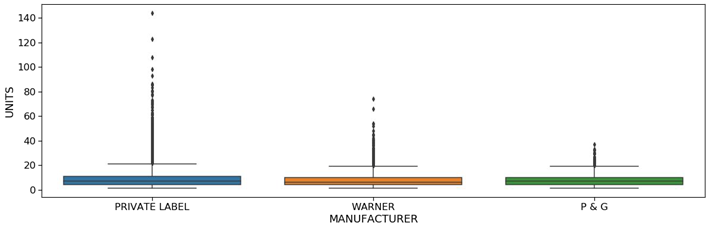 140
120
100
80
60
40
20
0
UNITS
PRIVATE LABEL
WARNER
P & G
MANUFACTURER